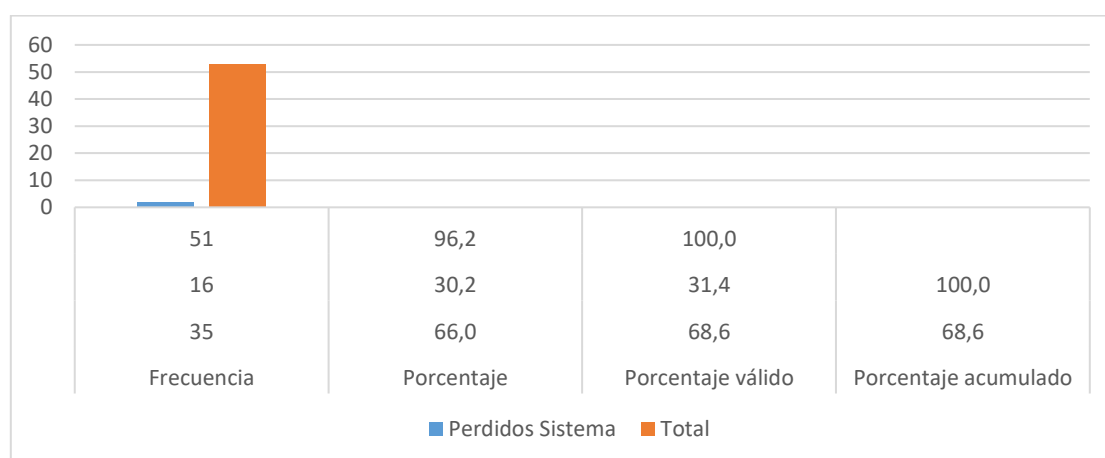 60
50
40
30
20
10
0
51 96,2 100,0
16 30,2 31,4 100,0
35 66,0 68,6 68,6
Frecuencia Porcentaje Porcentaje válido Porcentaje acumulado
Perdidos Sistema Total